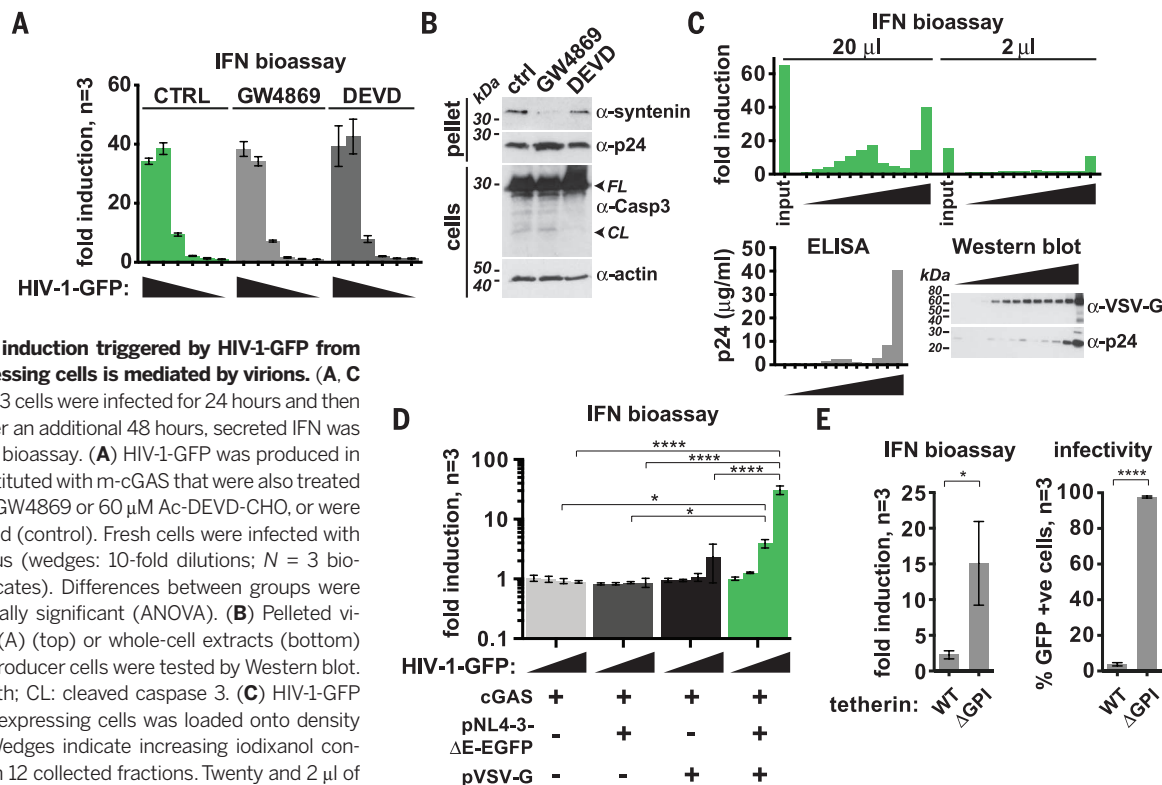 A
IFN bioassay
fold induction, n=3
60
40
20
0
CTRL
GW4869
DEVD
HIV-1-GFP:
B
kDa
ctrl
GW4869
DEVD
pellet
30
α-syntenin
30
α-p24
cells
30
FL
α-Casp3
CL
50
40
α-actin
C
IFN bioassay
20 μl
2 μl
fold induction
60
40
20
0
input
input
ELISA
p24 (μg/ml)
50
40
30
20
10
0
Western blot
kDa
80
60
50
40
α-VSV-G
30
20
α-p24
induction triggered by HIV-1-GFP from
essing cells is mediated by virions. (A, C
3 cells were infected for 24 hours and then
er an additional 48 hours, secreted IFN was
bioassay. (A) HIV-1-GFP was produced in
tituted with m-cGAS that were also treated
GW4869 or 60 μM Ac-DEVD-CHO, or were
d (control). Fresh cells were infected with
us (wedges: 10-fold dilutions; N = 3 bio-
cates). Differences between groups were
ally significant (ANOVA). (B) Pelleted vi-
(A) (top) or whole-cell extracts (bottom)
roducer cells were tested by Western blot.
th; CL: cleaved caspase 3. (C) HIV-1-GFP
expressing cells was loaded onto density
Wedges indicate increasing iodixanol con-
n 12 collected fractions. Twenty and 2 μl of
D
IFN bioassay
fold induction, n=3
100
10
1
0.1
****
****
****
*
*
HIV-1-GFP:
cGAS + + + +
pNL4-3-
ΔE-EGFP - + - +
pVSV-G - - + +
E
IFN bioassay
fold induction, n=3
25
20
15
10
5
0
*
tetherin: WT ΔGPI
infectivity
% GFP +ve cells, n=3
100
80
60
40
20
0
****
WT ΔGPI